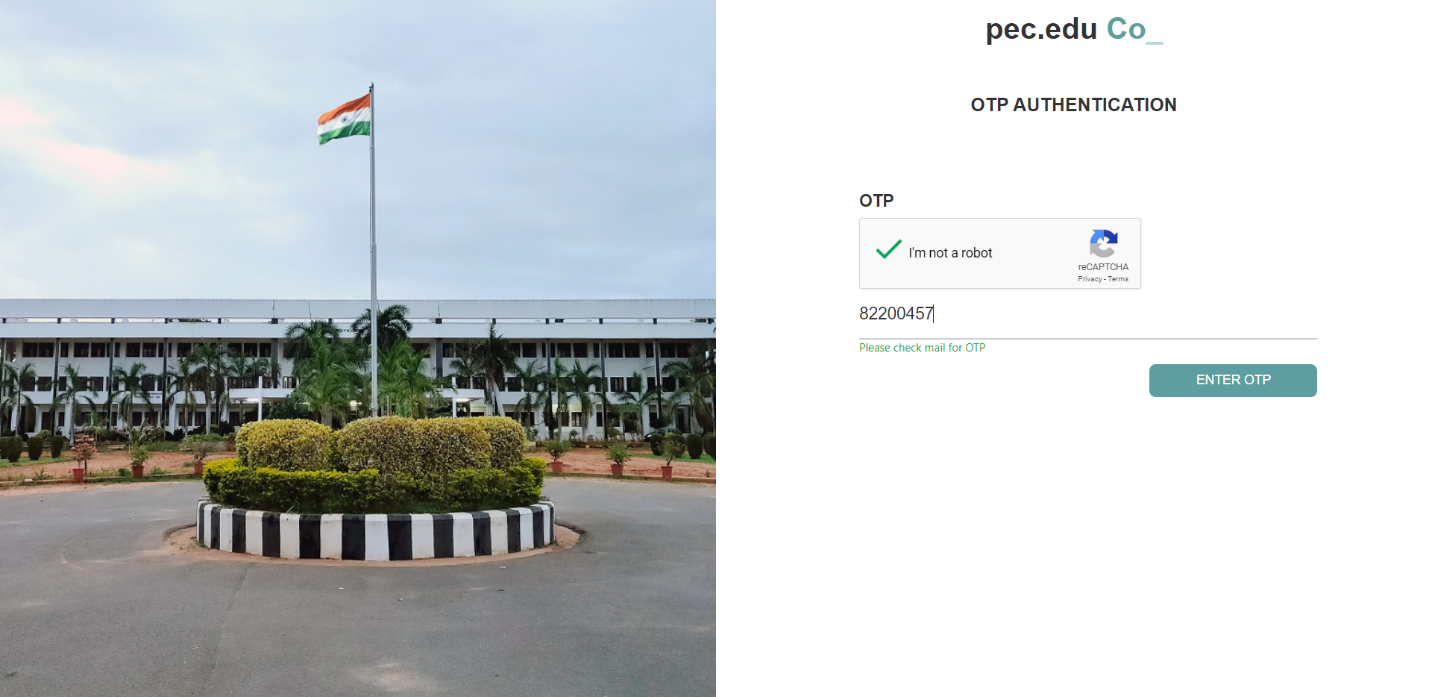 pec.edu Co_
OTP AUTHENTICATION
OTP
I'm not a robot
reCAPTCHA
Privacy - Terms
82200457
Please check mail for OTP
ENTER OTP